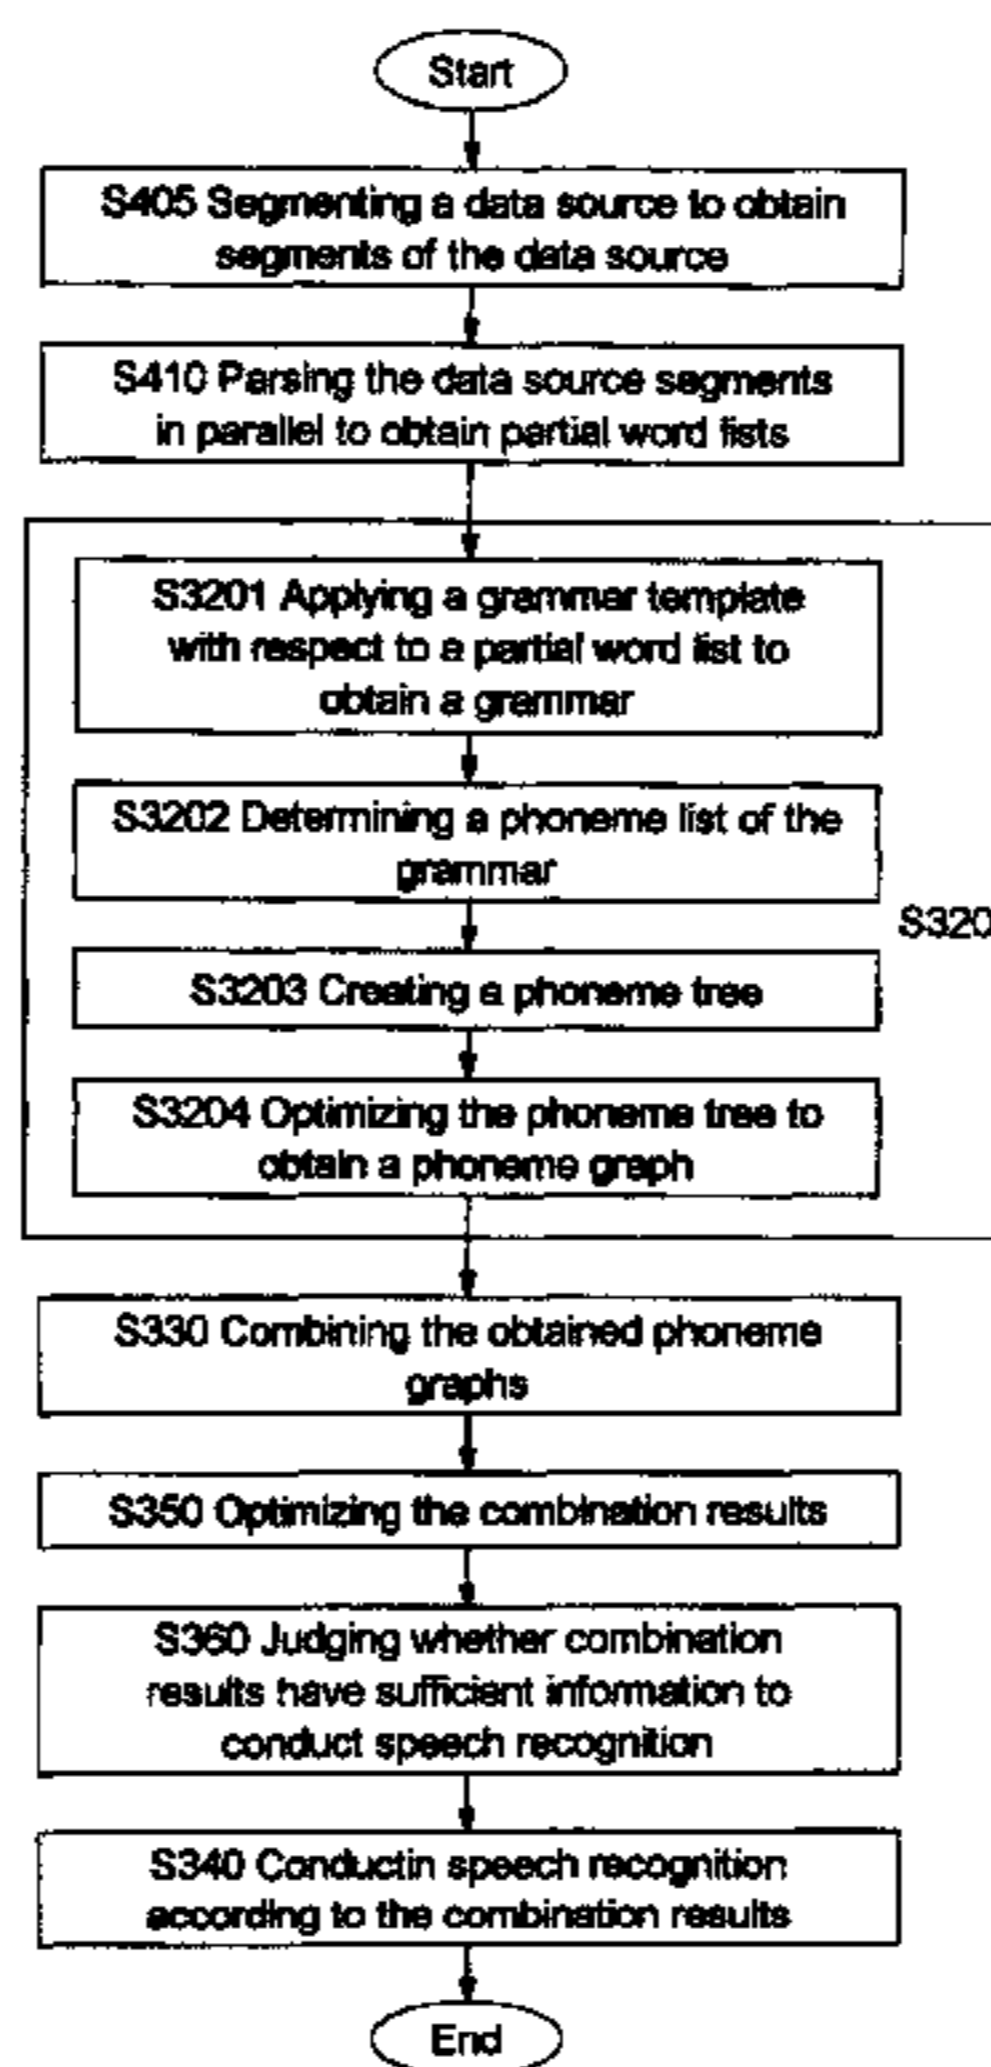 Start
S405 Segmenting a data source to obtain
segments of the data source
S410 Parsing the data source segments
in parallel to obtain partial word lists
S3201 Applying a grammar template
with respect to a partial word list to
obtain a grammar
S3202 Determining a phoneme list of the
grammar
S320
S3203 Creating a phoneme tree
S3204 Optimizing the phoneme tree to
obtain a phoneme graph
S330 Combining the obtained phoneme
graphs
S350 Optimizing the combination results
S360 Judging whether combination
results have sufficient information to
conduct speech recognition
S340 Conductin speech recognition
according to the combination results
End